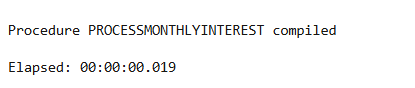 Procedure PROCESSMONTHLYINTEREST compiled
Elapsed: 00:00:00.019